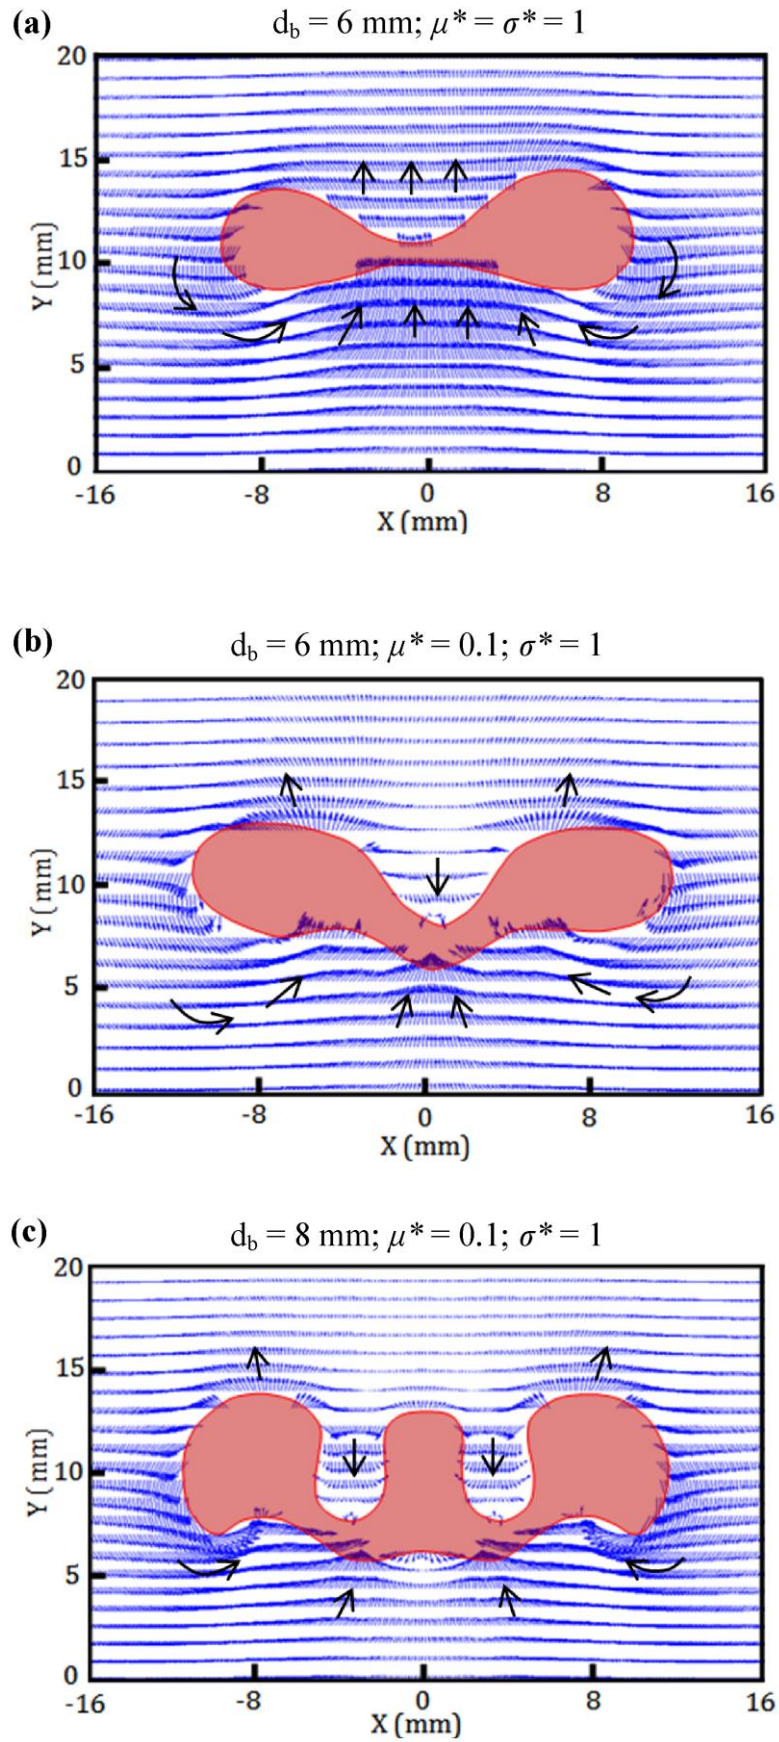 (a) d_b = 6 mm; μ* = σ* = 1
20
15
10
5
0
Y (mm)
-16 -8 0 8 16
X (mm)
(b) d_b = 6 mm; μ* = 0.1; σ* = 1
20
15
10
5
0
Y (mm)
-16 -8 0 8 16
X (mm)
(c) d_b = 8 mm; μ* = 0.1; σ* = 1
20
15
10
5
0
Y (mm)
-16 -8 0 8 16
X (mm)